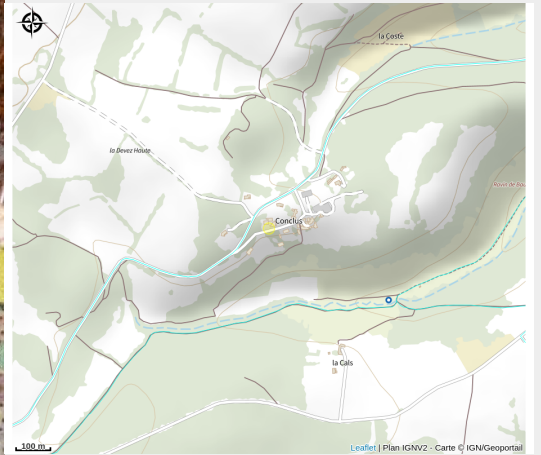 la Coste
la Devez Haute
Conclus
la Cals
100 m
Leaflet | Plan IGNV2 - Carte © IGN/Geoportail